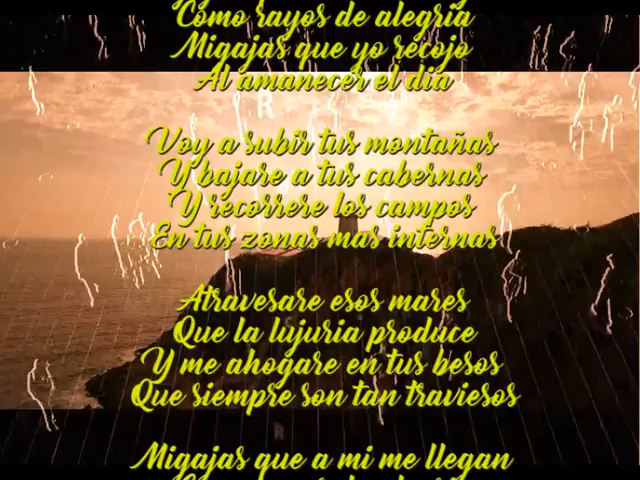 Como rayos de alegria
Migajas que yo recojo
Al amanecer el dia
Voy a subir tus montañas
Y bajare a tus cabernas
Y recorrere los campos
En tus zonas mas internas
Atravesare esos mares
Que la lujuria produce
Y me ahogare en tus besos
Que siempre son tan traviesos
Migajas que a mi me llegan